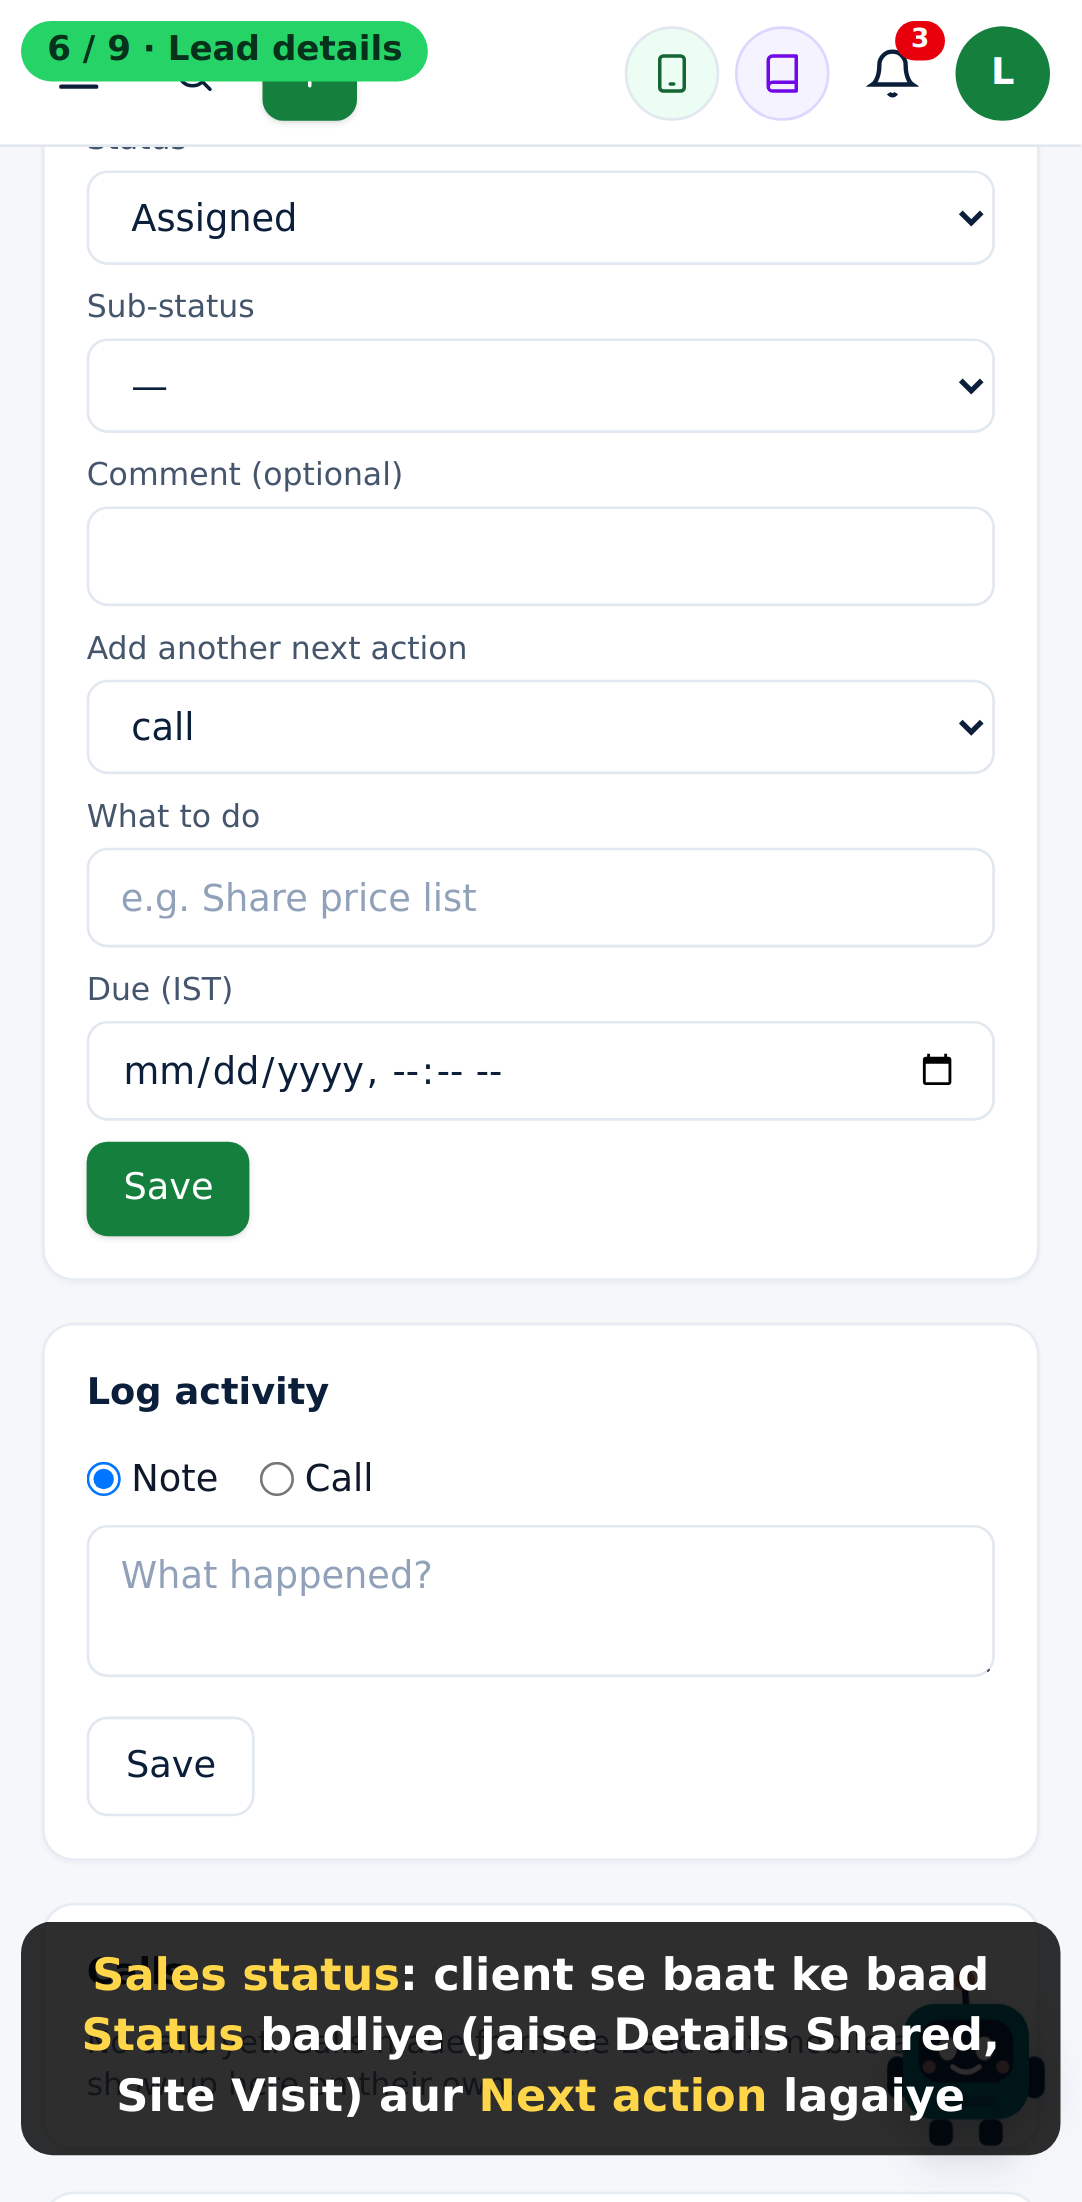 6 / 9 · Lead details
3
L
Status
Assigned
Sub-status
—
Comment (optional)
Add another next action
call
What to do
e.g. Share price list
Due (IST)
mm/dd/yyyy, --:-- --
Save
Log activity
Note
Call
What happened?
Save
Sales status: client se baat ke baad
Status badliye (jaise Details Shared,
Site Visit) aur Next action lagaiye